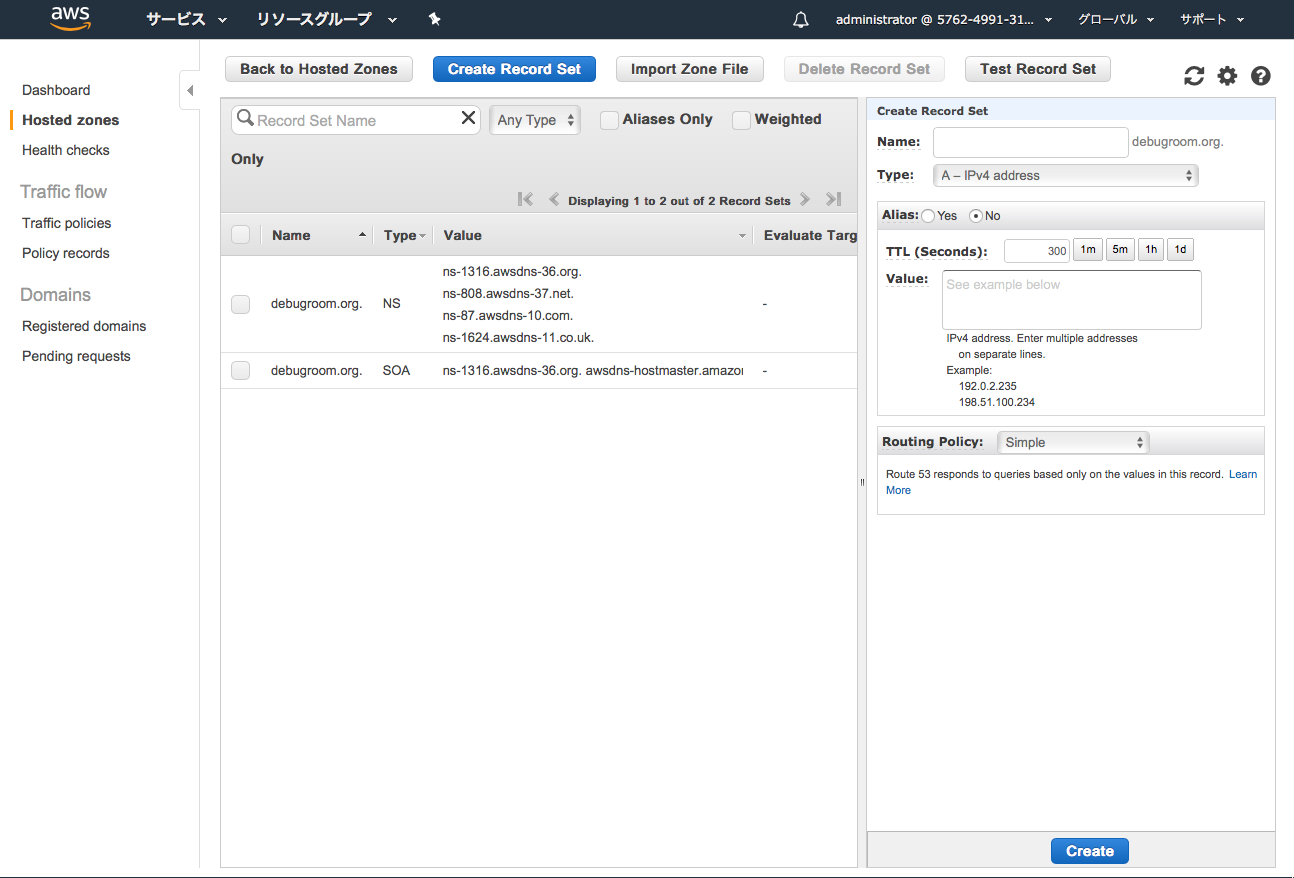 aws サービス リソースグループ administrator @ 5762-4991-31... グローバル サポート
Dashboard
Hosted zones
Health checks
Traffic flow
Traffic policies
Policy records
Domains
Registered domains
Pending requests
Back to Hosted Zones Create Record Set Import Zone File Delete Record Set Test Record Set
Record Set Name Any Type Aliases Only Weighted
Only
Displaying 1 to 2 out of 2 Record Sets
Name Type Value Evaluate Targ
debugroom.org. NS
ns-1316.awsdns-36.org.
ns-808.awsdns-37.net.
ns-87.awsdns-10.com.
ns-1624.awsdns-11.co.uk.
-
debugroom.org. SOA ns-1316.awsdns-36.org. awsdns-hostmaster.amazon -
Create Record Set
Name: debugroom.org.
Type: A – IPv4 address
Alias: Yes No
TTL (Seconds): 300 1m 5m 1h 1d
Value: See example below
IPv4 address. Enter multiple addresses
on separate lines.
Example:
192.0.2.235
198.51.100.234
Routing Policy: Simple
Route 53 responds to queries based only on the values in this record. Learn
More
Create